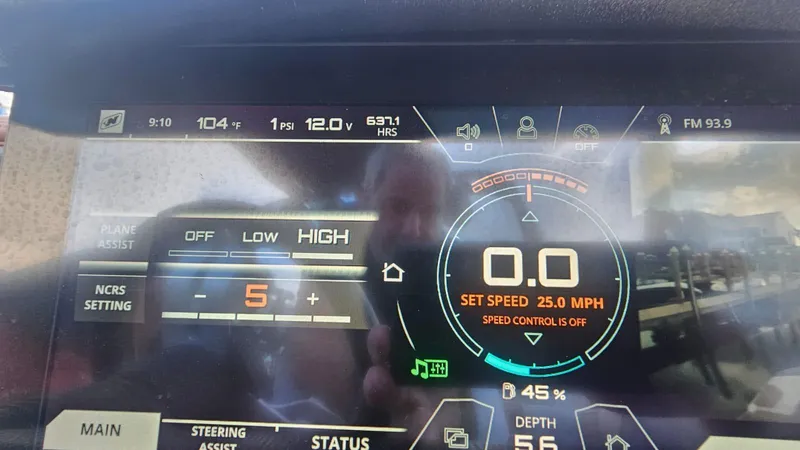 9:10 104 °F 1 PSI 12.0 V 637.1 HRS
0
OFF
FM 93.9
PLANE ASSIST
OFF LOW HIGH
NCRS SETTING
- 5 +
0.0
SET SPEED 25.0 MPH
SPEED CONTROL IS OFF
45 %
DEPTH
5.6
MAIN
STEERING ASSIST
STATUS